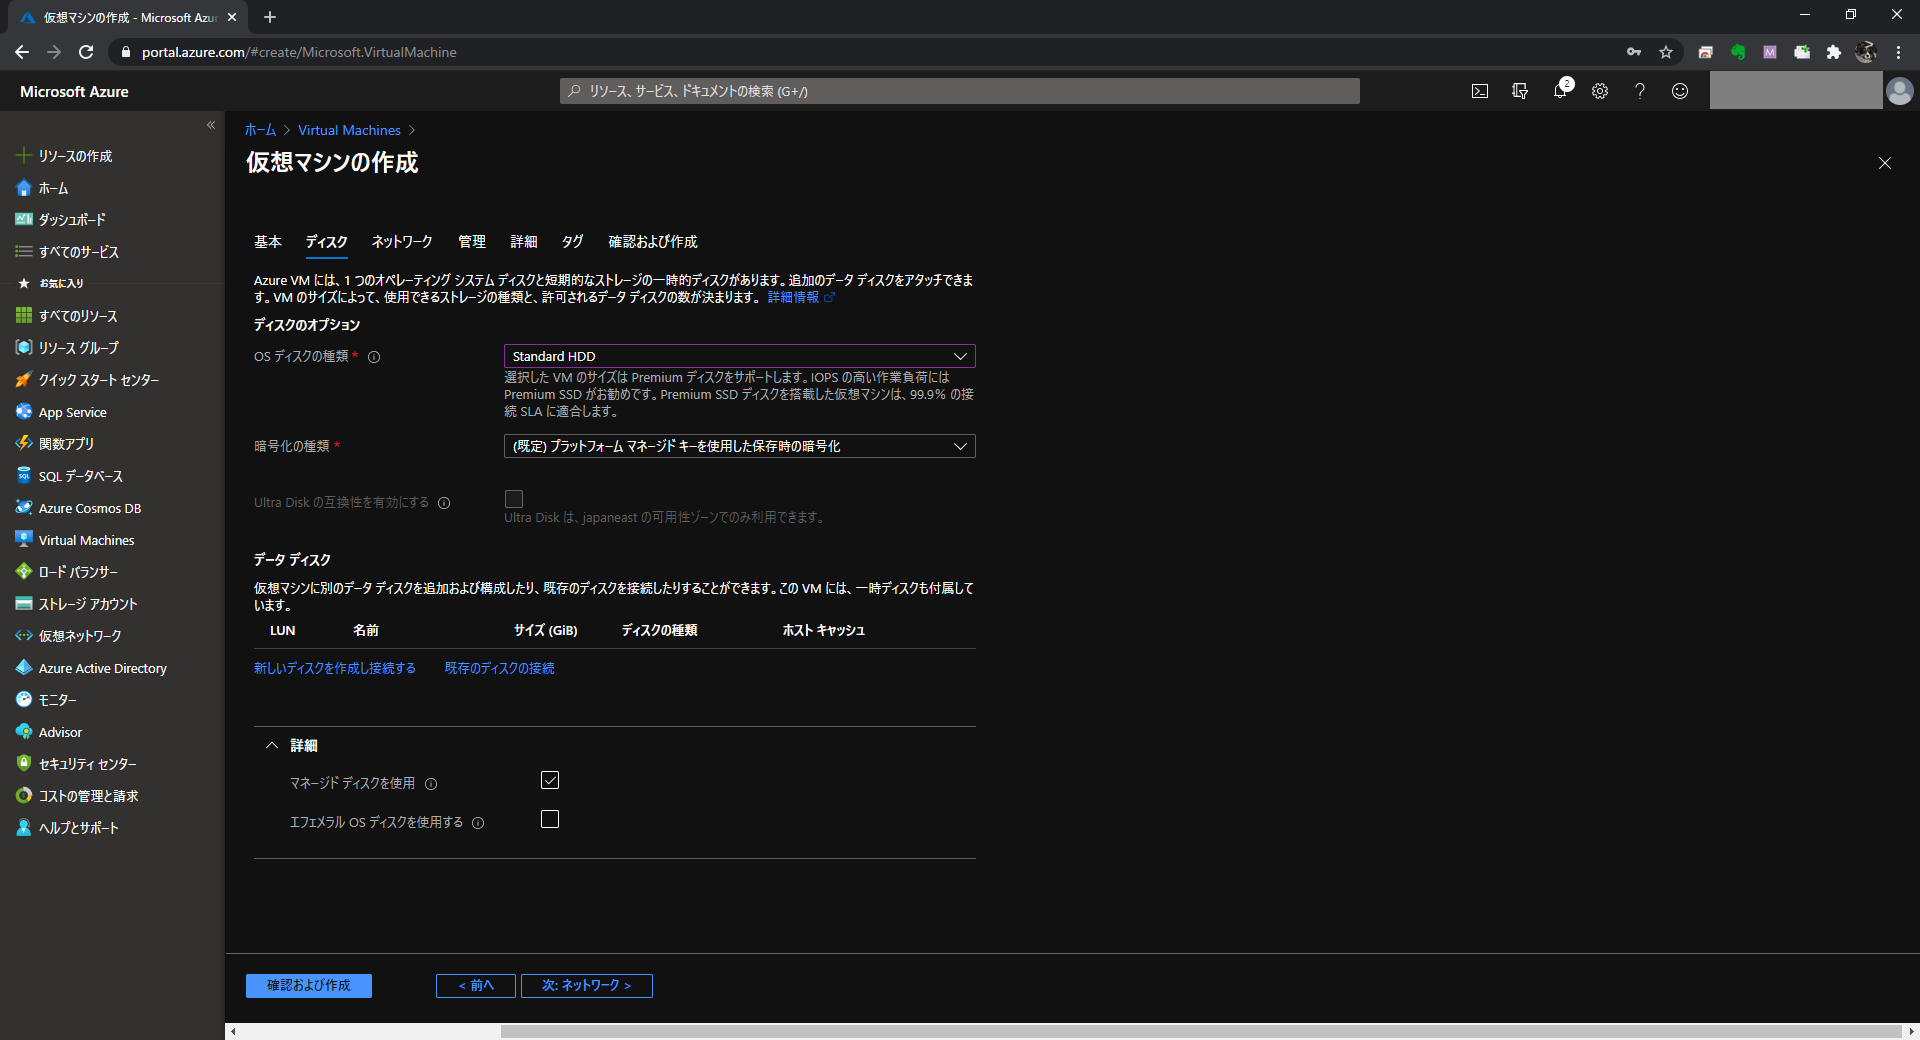 仮想マシンの作成 - Microsoft Azur
portal.azure.com/#create/Microsoft.VirtualMachine
Microsoft Azure
リソース、サービス、ドキュメントの検索 (G+/)
2
リソースの作成
ホーム
ダッシュボード
すべてのサービス
お気に入り
すべてのリソース
リソース グループ
クイック スタート センター
App Service
関数アプリ
SQL データベース
Azure Cosmos DB
Virtual Machines
ロード バランサー
ストレージ アカウント
仮想ネットワーク
Azure Active Directory
モニター
Advisor
セキュリティ センター
コストの管理と請求
ヘルプとサポート
ホーム > Virtual Machines >
仮想マシンの作成
基本 ディスク ネットワーク 管理 詳細 タグ 確認および作成
Azure VM には、1 つのオペレーティング システム ディスクと短期的なストレージの一時的ディスクがあります。追加のデータ ディスクをアタッチできま
す。VM のサイズによって、使用できるストレージの種類と、許可されるデータ ディスクの数が決まります。 詳細情報
ディスクのオプション
OS ディスクの種類 *
Standard HDD
選択した VM のサイズは Premium ディスクをサポートします。IOPS の高い作業負荷には
Premium SSD がお勧めです。Premium SSD ディスクを搭載した仮想マシンは、99.9% の接
続 SLA に適合します。
暗号化の種類 *
(既定) プラットフォーム マネージド キーを使用した保存時の暗号化
Ultra Disk の互換性を有効にする
Ultra Disk は、japaneast の可用性ゾーンでのみ利用できます。
データ ディスク
仮想マシンに別のデータ ディスクを追加および構成したり、既存のディスクを接続したりすることができます。この VM には、一時ディスクも付属して
います。
LUN 名前 サイズ (GiB) ディスクの種類 ホスト キャッシュ
新しいディスクを作成し接続する 既存のディスクの接続
詳細
マネージド ディスクを使用
エフェメラル OS ディスクを使用する
確認および作成 < 前へ 次: ネットワーク >